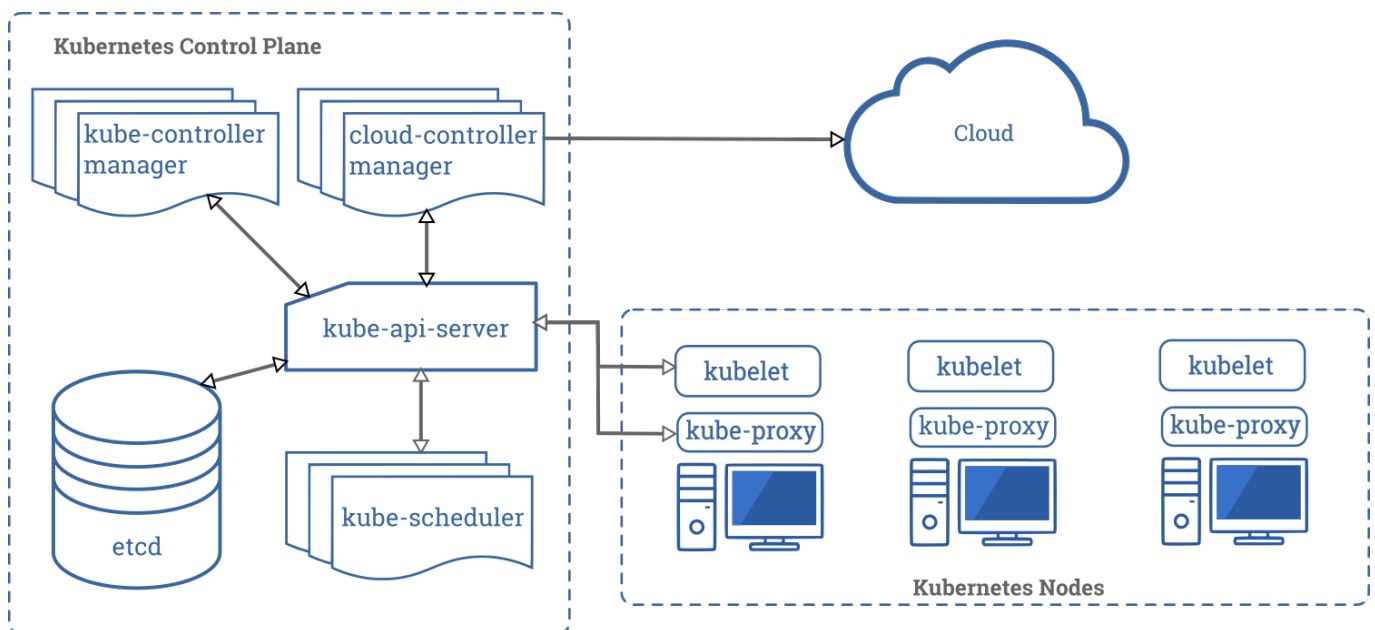 Kubernetes Control Plane
kube-controller
manager
cloud-controller
manager
Cloud
kube-api-server
kubelet
kubelet
kubelet
kube-proxy
kube-proxy
kube-proxy
etcd
kube-scheduler
Kubernetes Nodes